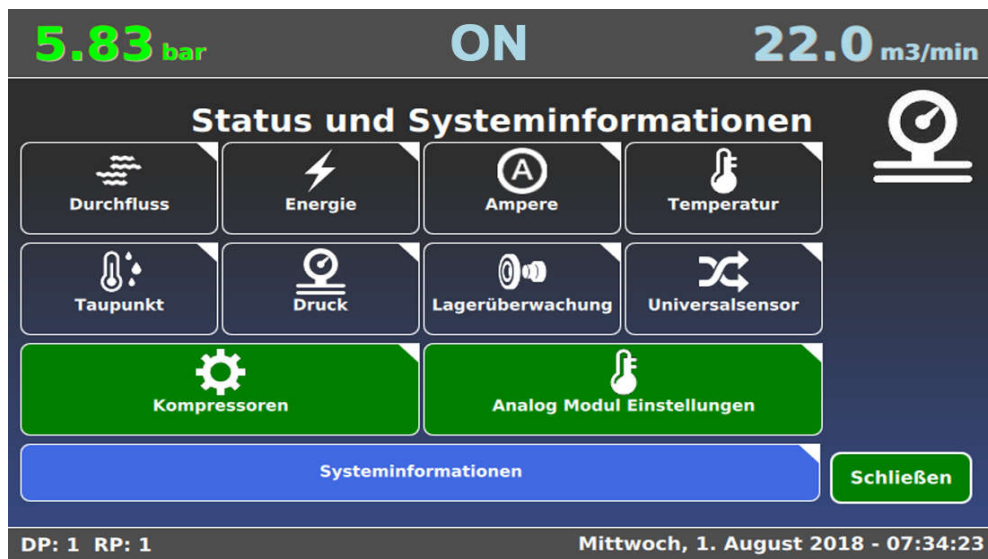 5.83 bar ON 22.0 m3/min
Status und Systeminformationen
Durchfluss Energie A Ampere Temperatur
Taupunkt Druck Lagerüberwachung Universalsensor
Kompressoren Analog Modul Einstellungen
Systeminformationen
Schließen
DP: 1 RP: 1 Mittwoch, 1. August 2018 - 07:34:23